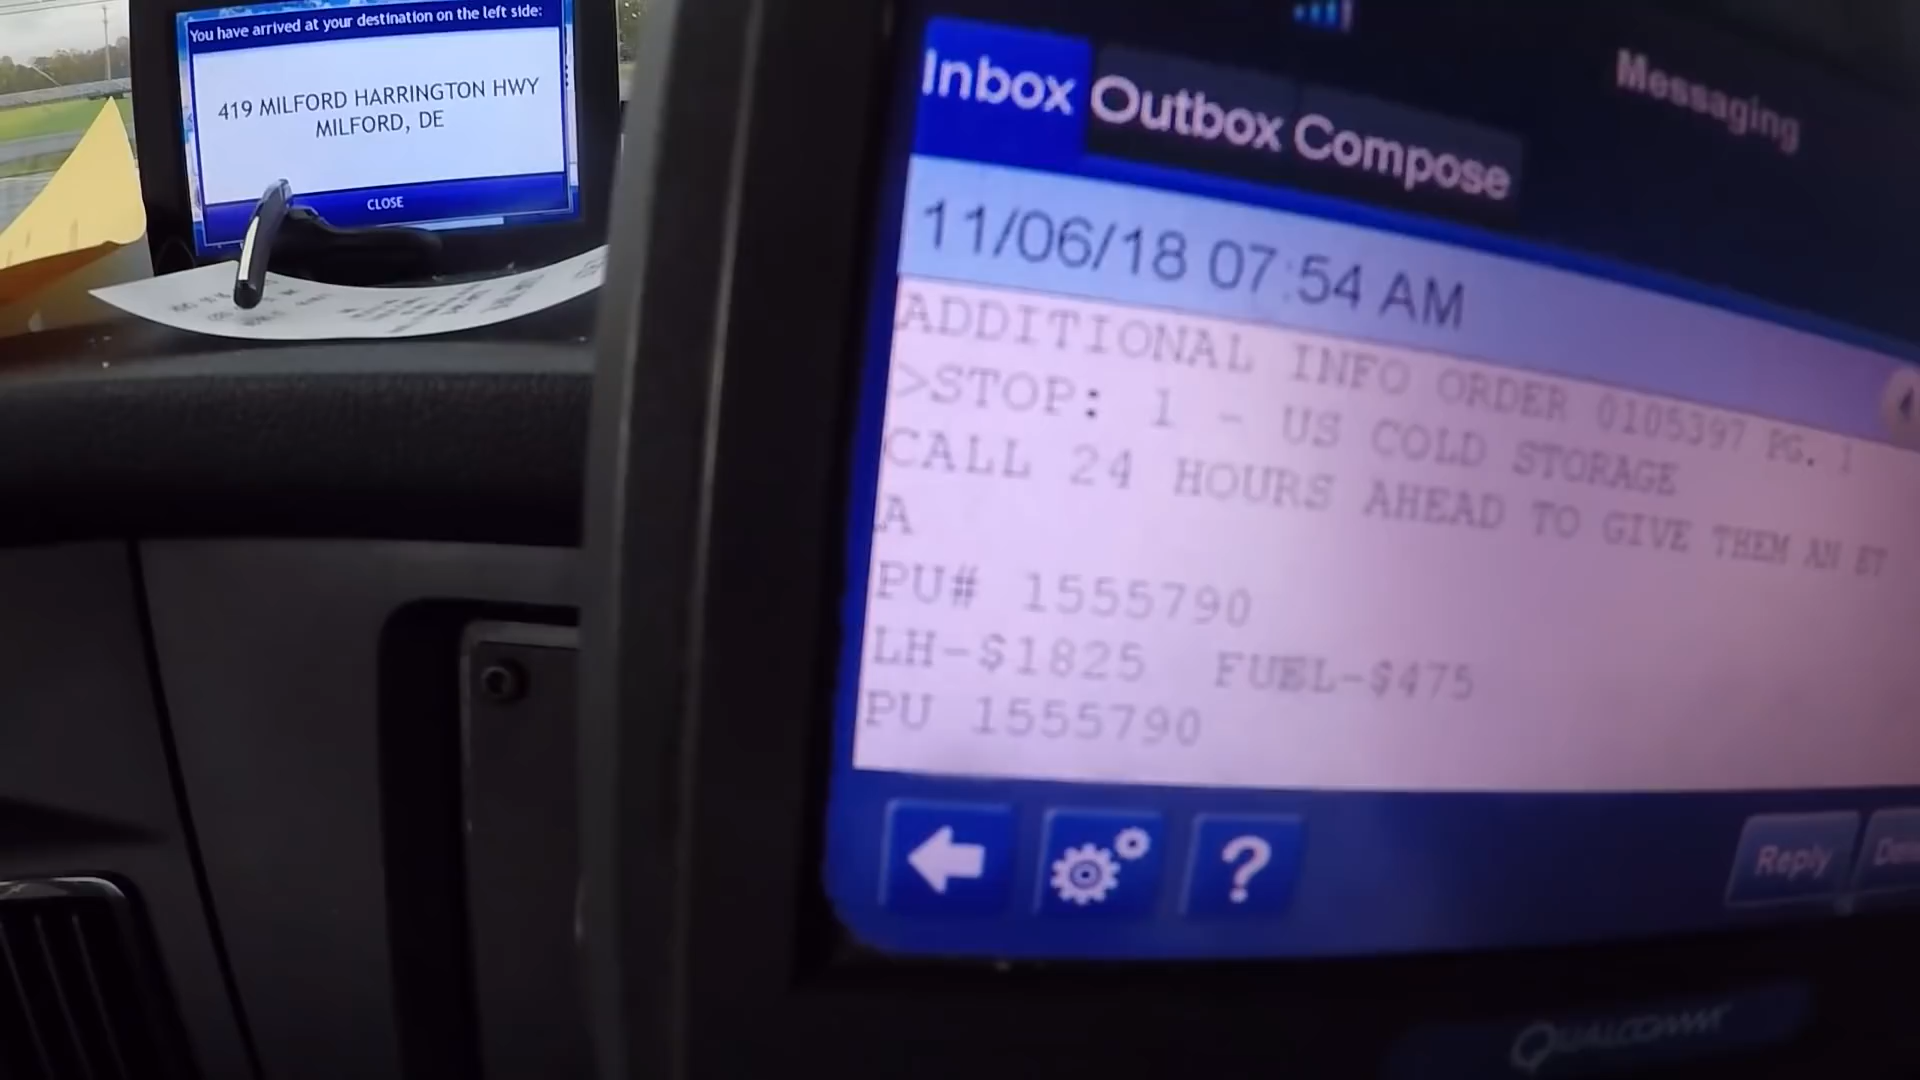 You have arrived at your destination on the left side:
419 MILFORD HARRINGTON HWY
MILFORD, DE
CLOSE
Messaging
Inbox Outbox Compose
11/06/18 07:54 AM
ADDITIONAL INFO ORDER 0105397 PG. 1
>STOP: 1 - US COLD STORAGE
CALL 24 HOURS AHEAD TO GIVE THEM AN ET
A
PU# 1555790
LH-$1825 FUEL-$475
PU 1555790
?
Reply
QUALCOMM